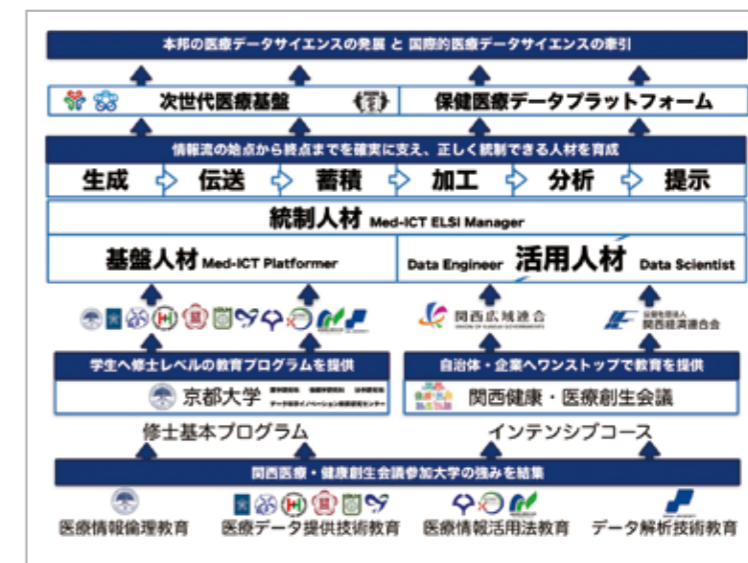 本邦の医療データサイエンスの発展 と 国際的医療データサイエンスの牽引
次世代医療基盤 保健医療データプラットフォーム
情報流の始点から終点までを確実に支え、正しく統制できる人材を育成
生成 伝送 蓄積 加工 分析 提示
統制人材 Med-ICT ELSI Manager
基盤人材 Med-ICT Platformer Data Engineer 活用人材 Data Scientist
関西広域連合 関西経済連合会
学生へ修士レベルの教育プログラムを提供 自治体・企業へワンストップで教育を提供
京都大学 関西健康・医療創生会議
修士基本プログラム インテンシブコース
関西医療・健康創生会議参加大学の強みを結集
医療情報倫理教育 医療データ提供技術教育 医療情報活用法教育 データ解析技術教育